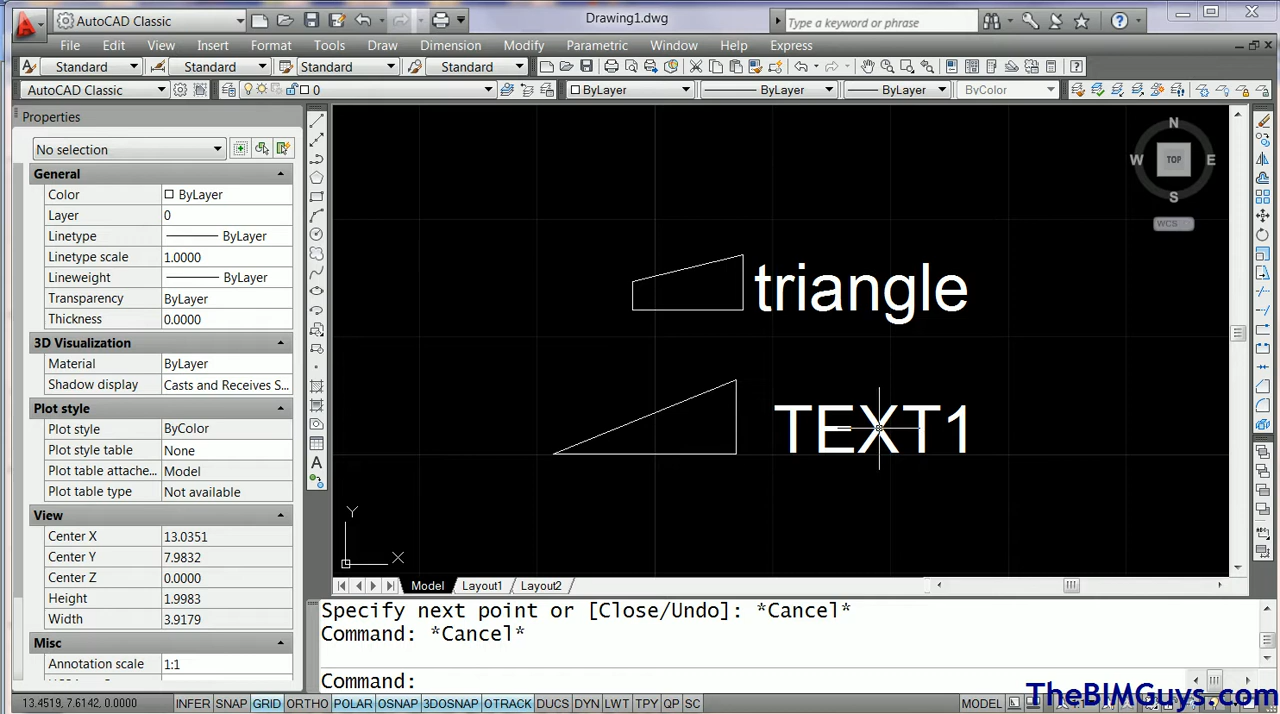 AutoCAD Classic
Drawing1.dwg
Type a keyword or phrase
File Edit View Insert Format Tools Draw Dimension Modify Parametric Window Help Express
Standard Standard Standard Standard
AutoCAD Classic 0 ByLayer ByLayer ByLayer ByColor
Properties
No selection
General
Color ByLayer
Layer 0
Linetype ByLayer
Linetype scale 1.0000
Lineweight ByLayer
Transparency ByLayer
Thickness 0.0000
3D Visualization
Material ByLayer
Shadow display Casts and Receives S...
Plot style
Plot style ByColor
Plot style table None
Plot table attache... Model
Plot table type Not available
View
Center X 13.0351
Center Y 7.9832
Center Z 0.0000
Height 1.9983
Width 3.9179
Misc
Annotation scale 1:1
N
W TOP E
S
WCS
triangle
TEXT1
Y
X
Model Layout1 Layout2
Specify next point or [Close/Undo]: *Cancel*
Command: *Cancel*
Command:
13.4519, 7.6142, 0.0000 INFER SNAP GRID ORTHO POLAR OSNAP 3DOSNAP OTRACK DUCS DYN LWT TPY QP SC MODEL
TheBIMGuys.com